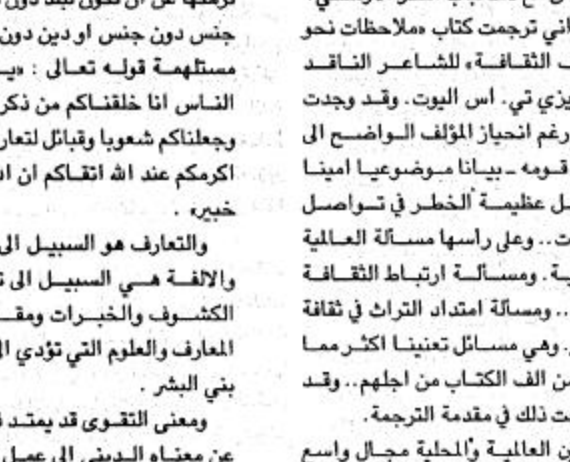 اني ترجمت كتاب «ملاحظات نحو
الثقافة» للشاعر الناقد
تي. اس اليوت. وقد وجدت
رغم انحياز المؤلف الواضح الى
قومه - بيانا موضوعيا امينا
عظيمة الخطر في تواصل
.. وعلى رأسها مسألة العالمية
. ومسألة ارتباط الثقافة
.. ومسألة امتداد التراث في ثقافة
. وهي مسائل تعنينا اكثر مما
الف الكتاب من اجلهم.. وقد
ذلك في مقدمة الترجمة.
العالمية والمحلية مجال واسع
جنس دون جنس او دين دون
مستلهمة قوله تعالى :
الناس انا خلقناكم من ذكر
وجعلناكم شعوبا وقبائل
اكرمكم عند الله اتقاكم ان
خبير» .
والتعارف هو السبيل الى
والالفة هي السبيل الى
الكشوف والخبرات
المعارف والعلوم التي تؤدي
بني البشر .
ومعنى التقوى قد يمتد
عن معناه الديني الى عمل